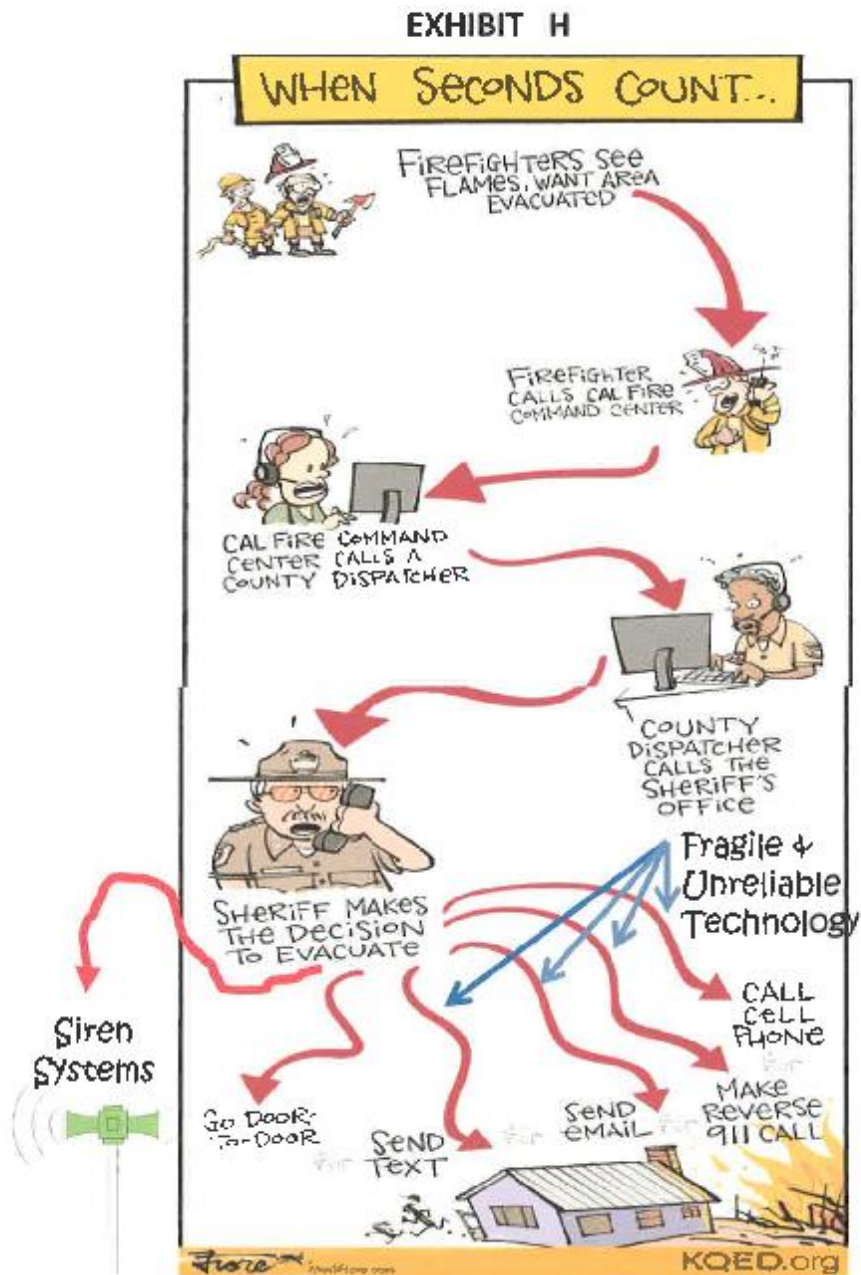 EXHIBIT H
WHEN SECONDS COUNT...
FIREFIGHTERS SEE
FLAMES, WANT AREA
EVACUATED
FIREFIGHTER
CALLS CAL FIRE
COMMAND CENTER
CAL FIRE COMMAND
CENTER CALLS A
COUNTY DISPATCHER
COUNTY
DISPATCHER
CALLS THE
SHERIFF'S
OFFICE
Fragile &
Unreliable
Technology
SHERIFF MAKES
THE DECISION
TO EVACUATE
Siren
Systems
GO DOOR-
TO-DOOR
SEND
TEXT
SEND
EMAIL
MAKE
REVERSE
911 CALL
CALL
CELL
PHONE
Fiore
KQED.org